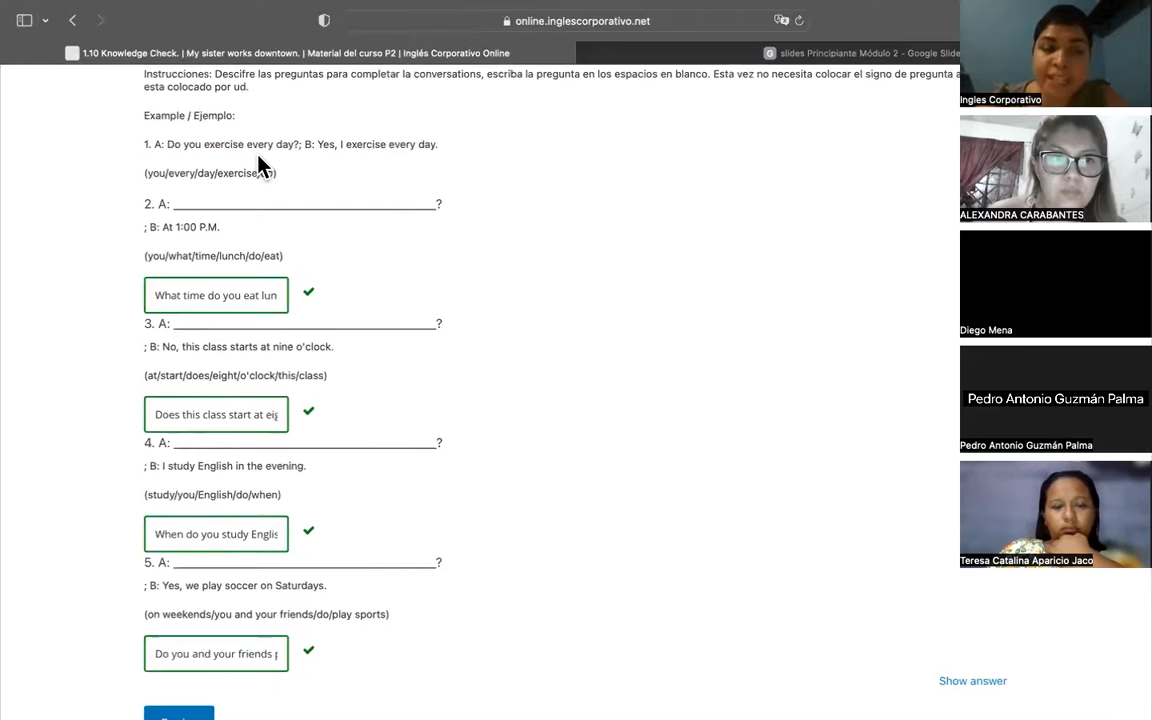 online.inglescorporativo.net
1.10 Knowledge Check. | My sister works downtown. | Material del curso P2 | Inglés Corporativo Online
slides Principiante Módulo 2 - Google Slide
Instrucciones: Descifre las preguntas para completar la conversations, escriba la pregunta en los espacios en blanco. Esta vez no necesita colocar el signo de pregunta a
esta colocado por ud.
Example / Ejemplo:
1. A: Do you exercise every day?; B: Yes, I exercise every day.
(you/every/day/exercise
2. A: ________________________________?
; B: At 1:00 P.M.
(you/what/time/lunch/do/eat)
What time do you eat lun
3. A: ________________________________?
; B: No, this class starts at nine o'clock.
(at/start/does/eight/o'clock/this/class)
Does this class start at eig
4. A: ________________________________?
; B: I study English in the evening.
(study/you/English/do/when)
When do you study Englis
5. A: ________________________________?
; B: Yes, we play soccer on Saturdays.
(on weekends/you and your friends/do/play sports)
Do you and your friends p
Show answer
Ingles Corporativo
ALEXANDRA CARABANTES
Diego Mena
Pedro Antonio Guzmán Palma
Pedro Antonio Guzmán Palma
Teresa Catalina Aparicio Jaco